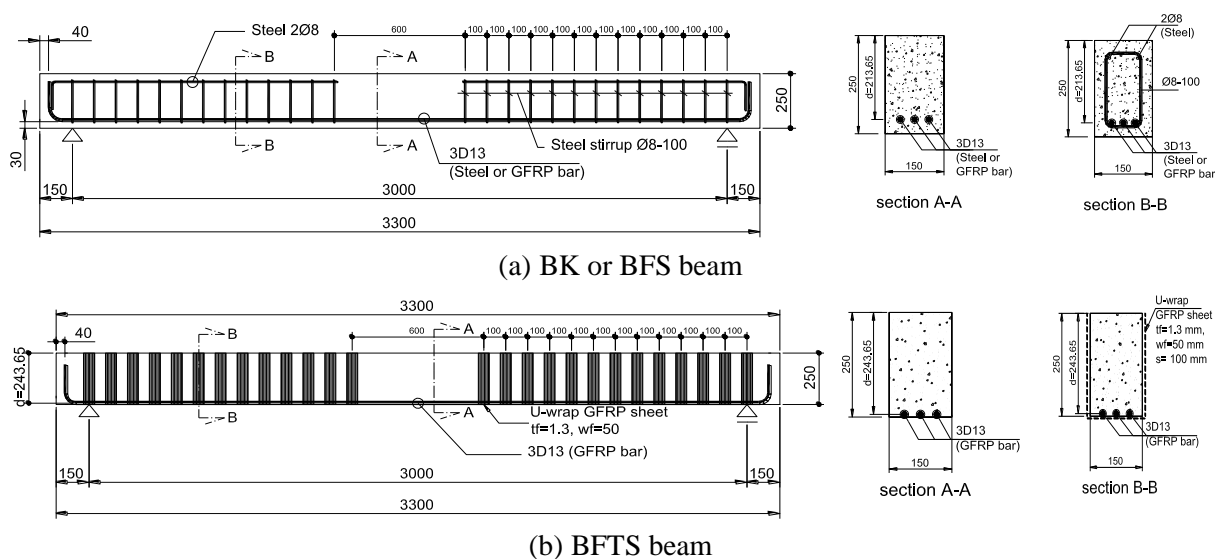 40
Steel 2Ø8
B
A
600
100 100 100 100 100 100 100 100 100 100 100 100
250
B
A
30
3D13
(Steel or GFRP bar)
Steel stirrup Ø8-100
150
3000
150
3300
250
d=213.65
3D13
(Steel or
GFRP bar)
150
section A-A
2Ø8
(Steel)
Ø8-100
250
d=213.65
3D13
(Steel or
GFRP bar
150
section B-B
(a) BK or BFS beam
3300
40
B
A
600
100 100 100 100 100 100 100 100 100 100 100 100
d=243.65
250
B
A
U-wrap GFRP sheet
tf=1.3, wf=50
3D13 (GFRP bar)
150
3000
150
3300
250
d=243.65
3D13
(GFRP bar)
150
section A-A
U-wrap
GFRP sheet
tf=1.3 mm,
wf=50 mm
s= 100 mm
250
d=243.65
3D13
(GFRP bar)
150
section B-B
(b) BFTS beam